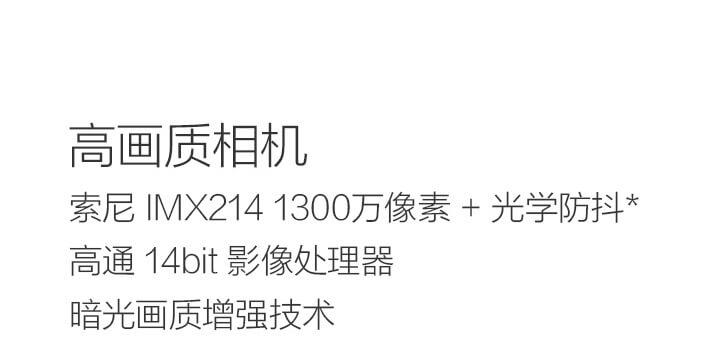 高画质相机
索尼 IMX214 1300万像素 + 光学防抖*
高通 14bit 影像处理器
暗光画质增强技术